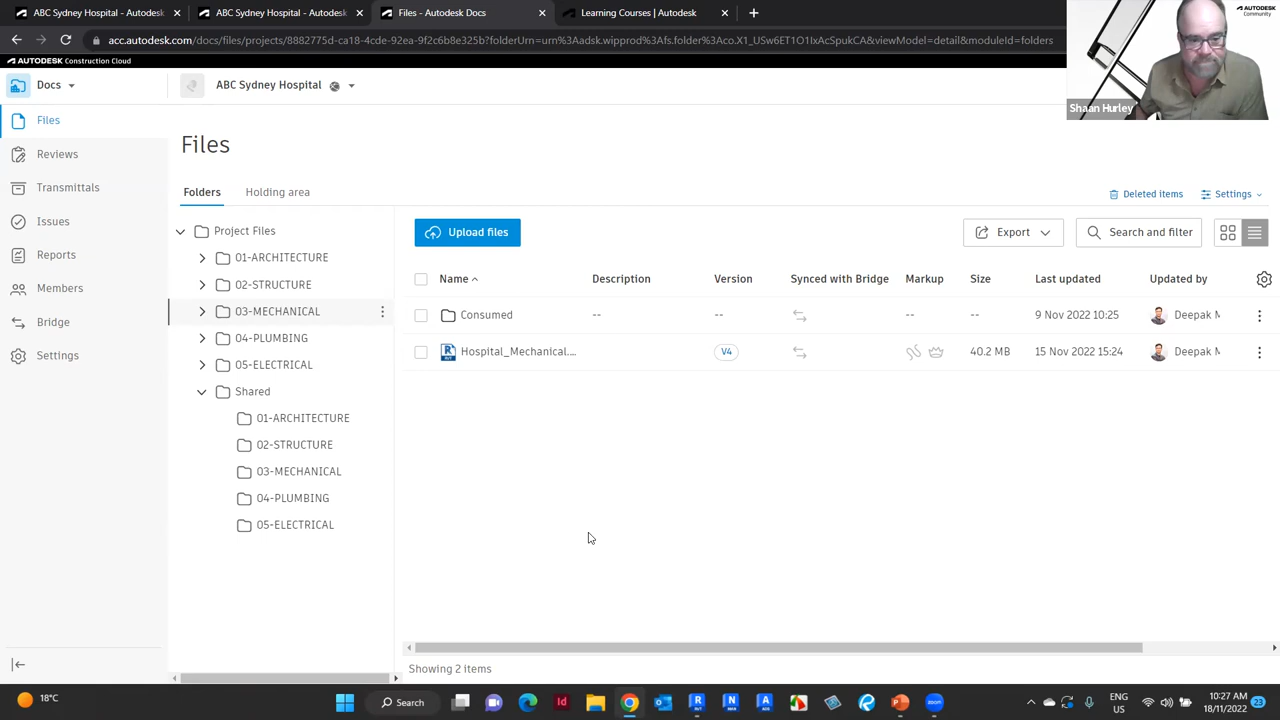 ABC Sydney Hospital - Autodesk
ABC Sydney Hospital - Autodesk
Files - Autodesk Docs
Learning Courses | Autodesk
acc.autodesk.com/docs/files/projects/8882775d-ca18-4cde-92ea-9f2c6b8e325b?folderUrn=urn%3Aadsk.wipprod%3Afs.folder%3Aco.X1_USw6ET1O1IxAcSpukCA&viewModel=detail&moduleId=folders
AUTODESK
Community
Shaan Hurley
AUTODESK Construction Cloud
Docs
ABC Sydney Hospital
Files
Reviews
Transmittals
Issues
Reports
Members
Bridge
Settings
Files
Folders
Holding area
Deleted items
Settings
Project Files
01-ARCHITECTURE
02-STRUCTURE
03-MECHANICAL
04-PLUMBING
05-ELECTRICAL
Shared
01-ARCHITECTURE
02-STRUCTURE
03-MECHANICAL
04-PLUMBING
05-ELECTRICAL
Upload files
Export
Search and filter
Name Description Version Synced with Bridge Markup Size Last updated Updated by
Consumed -- -- -- -- 9 Nov 2022 10:25 Deepak M
Hospital_Mechanical.... V4 40.2 MB 15 Nov 2022 15:24 Deepak M
Showing 2 items
18°C
Search
ENG
US
10:27 AM
18/11/2022
23